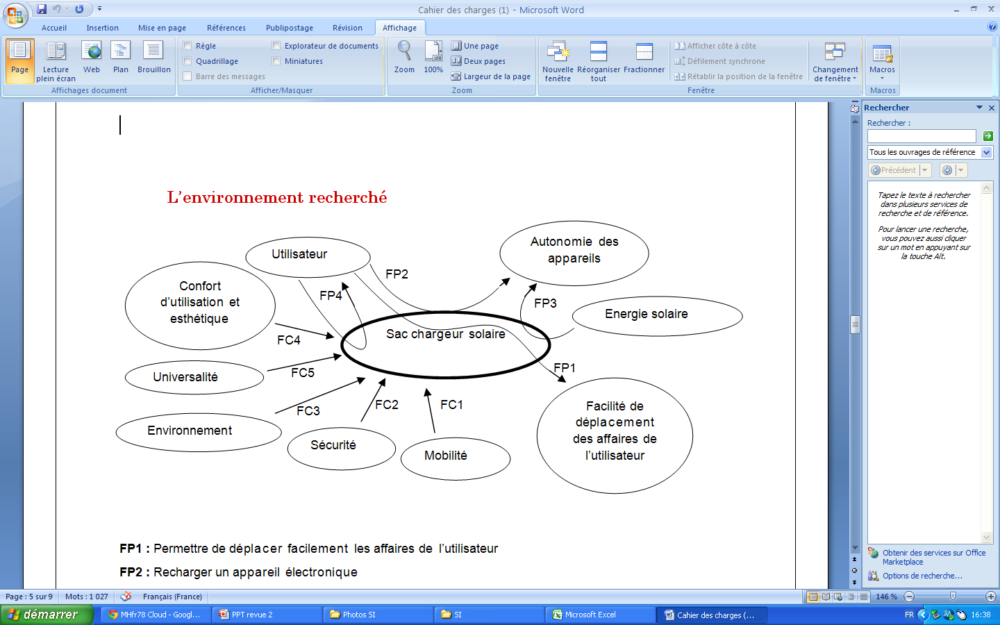 Cahier des charges (1) - Microsoft Word
Accueil Insertion Mise en page Références Publipostage Révision Affichage
Page
Lecture plein écran
Web
Plan
Brouillon
Affichages document
Règle
Quadrillage
Barre des messages
Explorateur de documents
Miniatures
Afficher/Masquer
Zoom
100%
Une page
Deux pages
Largeur de la page
Zoom
Nouvelle fenêtre
Réorganiser tout
Fractionner
Afficher côte à côte
Défilement synchrone
Rétablir la position de la fenêtre
Changement de fenêtre
Fenêtre
Macros
Macros
L'environnement recherché
Utilisateur
Autonomie des
appareils
Confort
d'utilisation et
esthétique
FP2
FP4
FP3
Energie solaire
Sac chargeur solaire
FC4
Universalité
FC5
FP1
Environnement
FC3
FC2
FC1
Sécurité
Mobilité
Facilité de
déplacement
des affaires de
l'utilisateur
FP1 : Permettre de déplacer facilement les affaires de l'utilisateur
FP2 : Recharger un appareil électronique
Rechercher
Rechercher :
Tous les ouvrages de référence
Précédent
Tapez le texte à rechercher
dans plusieurs services de
recherche et de référence.
Pour lancer une recherche,
vous pouvez aussi cliquer
sur un mot en appuyant sur
la touche Alt.
Obtenir des services sur Office
Marketplace
Options de recherche...
Page : 5 sur 9 Mots : 1 027 Français (France) 146 %
démarrer MHfr78 Cloud - Googl... PPT revue 2 Photos SI SI Microsoft Excel Cahier des charges (... FR 16:38